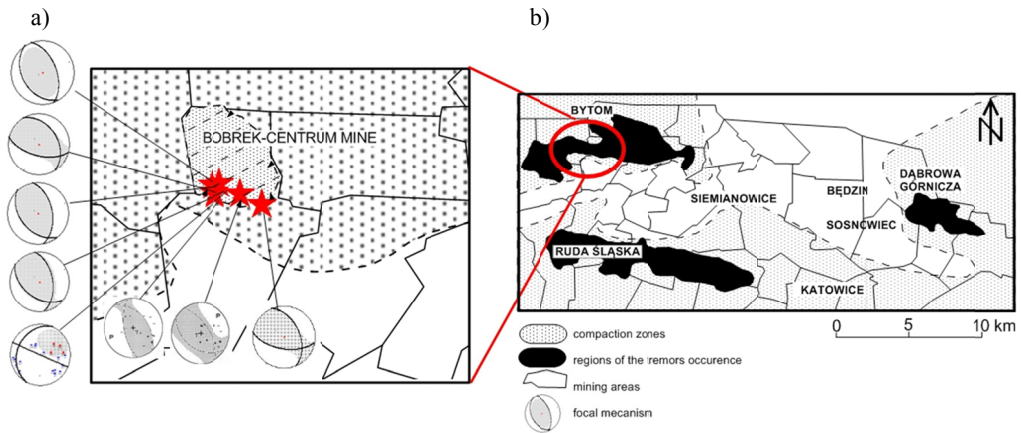 a)
b)
BOBREK-CENTRUM MINE
P
P
BYTOM
N
DĄBROWA
GÓRNICZA
SIEMIANOWICE
BĘDZIN
SOSNOWIEC
RUDA ŚLĄSKA
KATOWICE
0 5 10 km
compaction zones
regions of the tremors occurence
mining areas
focal mecanism